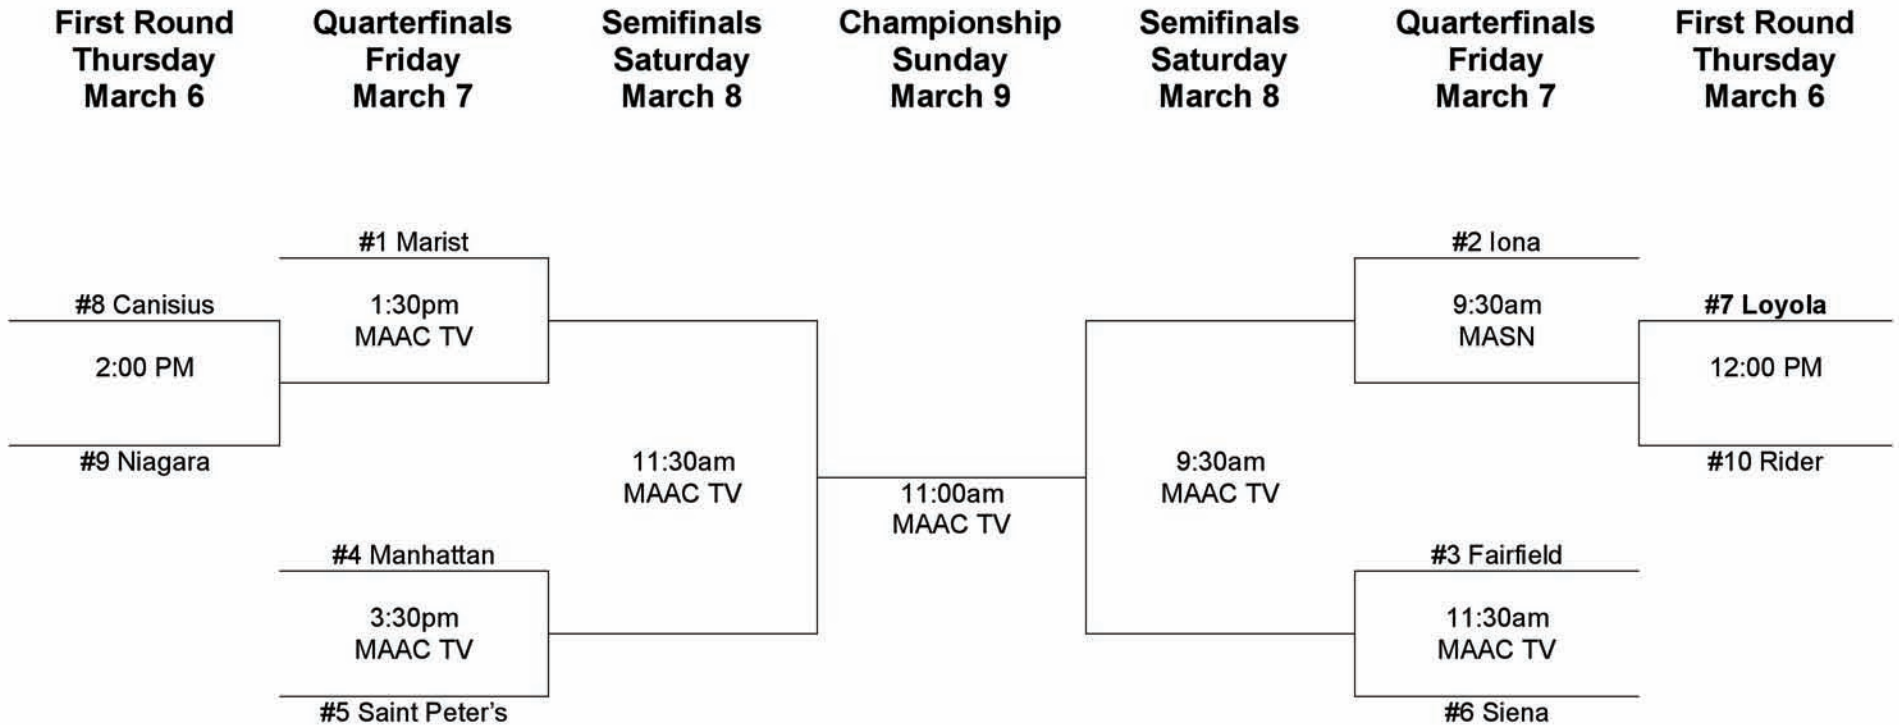 First Round
Thursday
March 6
Quarterfinals
Friday
March 7
Semifinals
Saturday
March 8
Championship
Sunday
March 9
Semifinals
Saturday
March 8
Quarterfinals
Friday
March 7
First Round
Thursday
March 6
#8 Canisius
2:00 PM
#9 Niagara
#1 Marist
1:30pm
MAAC TV
#4 Manhattan
3:30pm
MAAC TV
#5 Saint Peter's
11:30am
MAAC TV
11:00am
MAAC TV
9:30am
MAAC TV
#2 Iona
9:30am
MASN
#3 Fairfield
11:30am
MAAC TV
#6 Siena
#7 Loyola
12:00 PM
#10 Rider